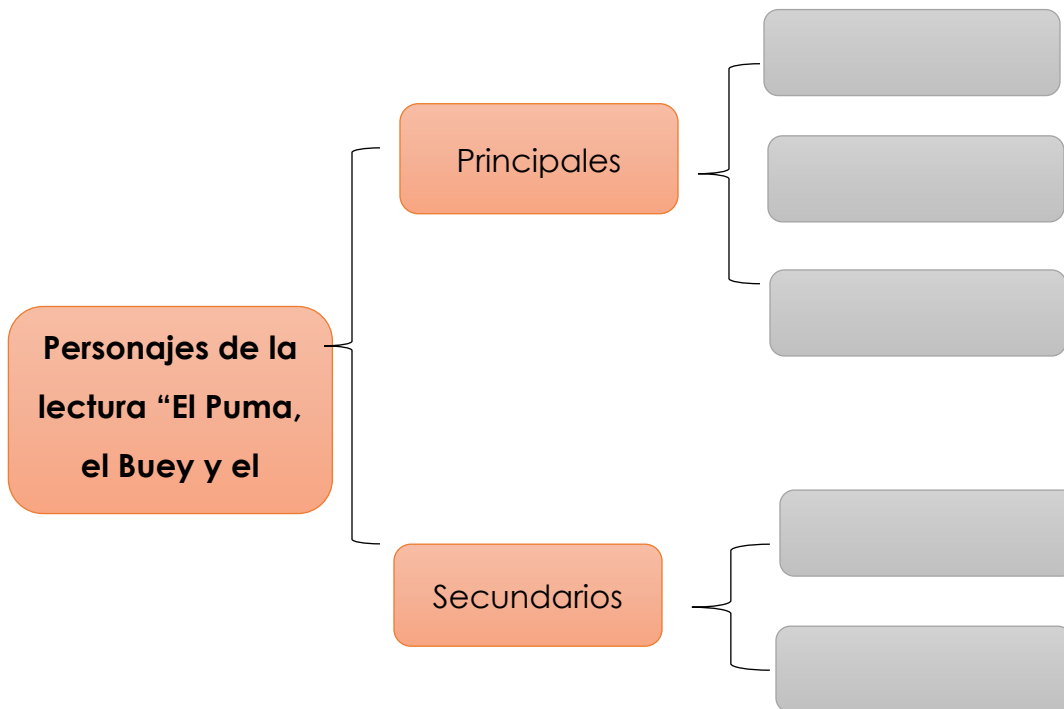 Principales
Personajes de la
lectura “El Puma,
el Buey y el
Secundarios